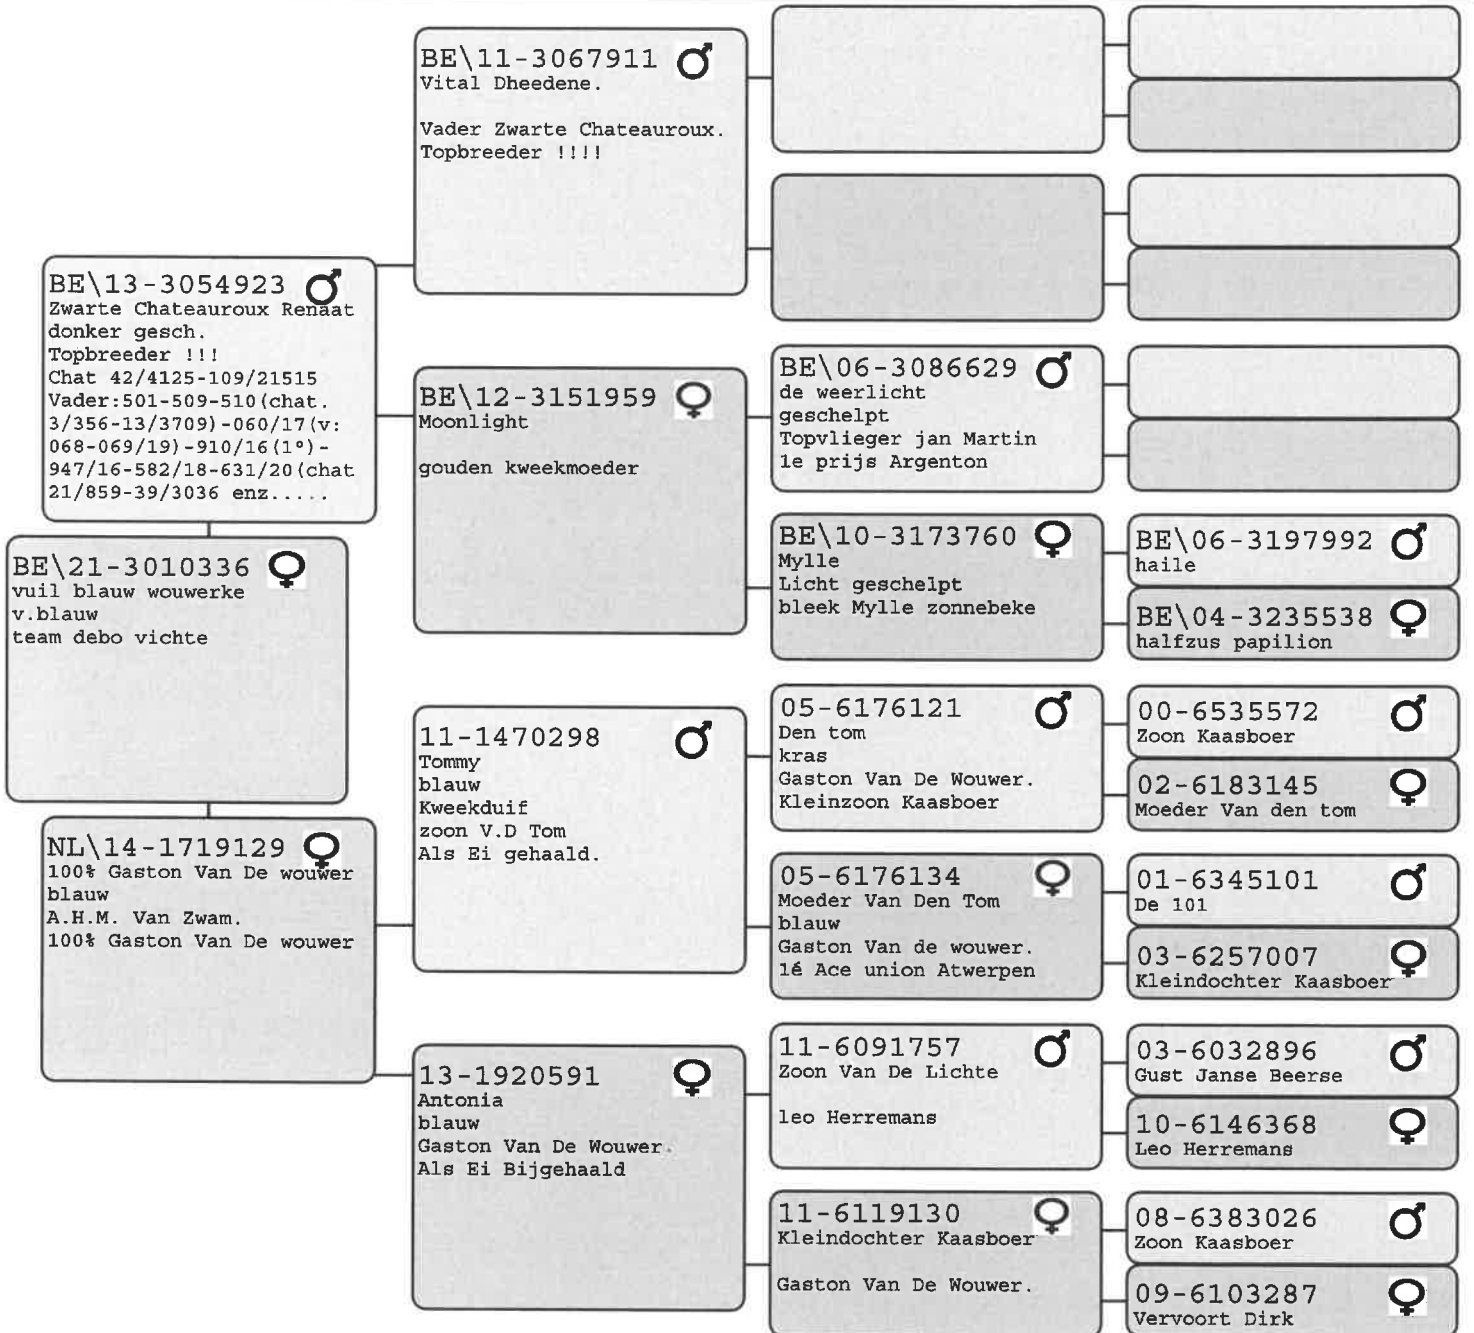 BE\11-3067911 ♂
Vital Dheedene.
Vader Zwarte Chateauroux.
Topbreeder !!!!
BE\13-3054923 ♂
Zwarte Chateauroux Renaat
donker gesch.
Topbreeder !!!
Chat 42/4125-109/21515
Vader:501-509-510(chat.
3/356-13/3709)-060/17(v:
068-069/19)-910/16(1°)-
947/16-582/18-631/20(chat
21/859-39/3036 enz.....
BE\12-3151959 ♀
Moonlight
gouden kweekmoeder
BE\06-3086629 ♂
de weerlicht
geschelpt
Topvlieger jan Martin
1e prijs Argenton
BE\10-3173760 ♀
Mylle
Licht geschelpt
bleek Mylle zonnebeke
BE\06-3197992 ♂
haile
BE\04-3235538 ♀
halfzus papilion
BE\21-3010336 ♀
vuil blauw wouwerke
v.blauw
team debo vichte
NL\14-1719129 ♀
100% Gaston Van De wouwer
blauw
A.H.M. Van Zwam.
100% Gaston Van De wouwer
11-1470298 ♂
Tommy
blauw
Kweekduif
zoon V.D Tom
Als Ei gehaald.
05-6176121 ♂
Den tom
kras
Gaston Van De Wouwer.
Kleinzoon Kaasboer
00-6535572 ♂
Zoon Kaasboer
02-6183145 ♀
Moeder Van den tom
05-6176134 ♀
Moeder Van Den Tom
blauw
Gaston Van de wouwer.
1é Ace union Atwerpen
01-6345101 ♂
De 101
03-6257007 ♀
Kleindochter Kaasboer
13-1920591 ♀
Antonia
blauw
Gaston Van De Wouwer.
Als Ei Bijgehaald
11-6091757 ♂
Zoon Van De Lichte
leo Herremans
03-6032896 ♂
Gust Janse Beerse
10-6146368 ♀
Leo Herremans
11-6119130 ♀
Kleindochter Kaasboer
Gaston Van De Wouwer.
08-6383026 ♂
Zoon Kaasboer
09-6103287 ♀
Vervoort Dirk